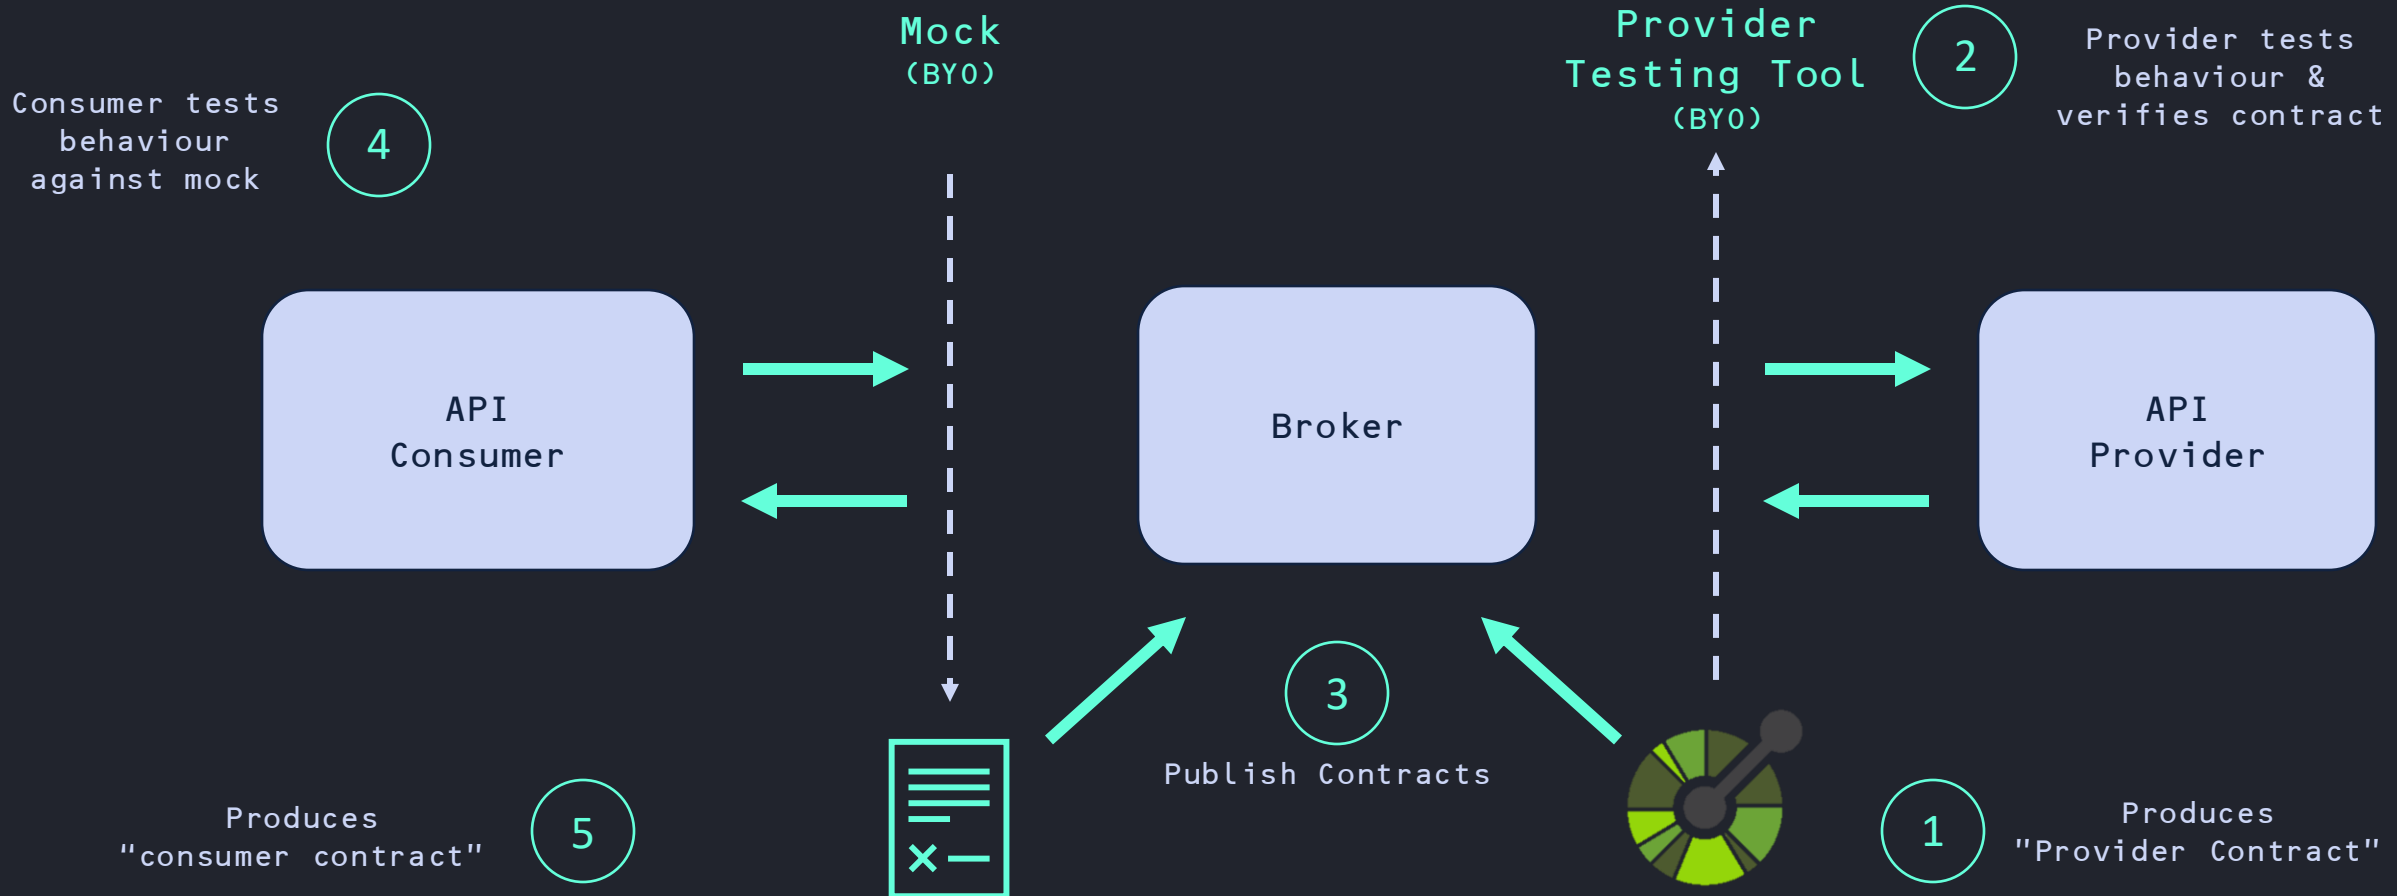 Mock
(BYO)
Provider
Testing Tool
(BYO)
2
Provider tests
behaviour &
verifies contract
Consumer tests
behaviour
against mock
4
API
Consumer
Broker
API
Provider
3
Publish Contracts
Produces
“consumer contract”
5
1
Produces
"Provider Contract"